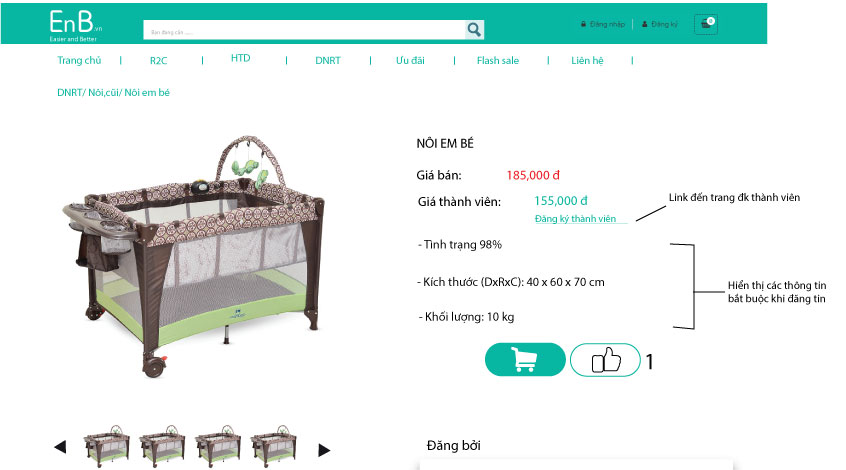 EnB.vn
Easier and Better
Bạn đang cần .....
Đăng nhập
Đăng ký
0
Trang chủ
R2C
HTD
DNRT
Ưu đãi
Flash sale
Liên hệ
DNRT/ Nôi,cũi/ Nôi em bé
NÔI EM BÉ
Giá bán: 185,000 đ
Giá thành viên: 155,000 đ
Đăng ký thành viên
Link đến trang đk thành viên
- Tình trạng 98%
- Kích thước (DxRxC): 40 x 60 x 70 cm
- Khối lượng: 10 kg
Hiển thị các thông tin
bắt buộc khi đăng tin
1
Đăng bởi